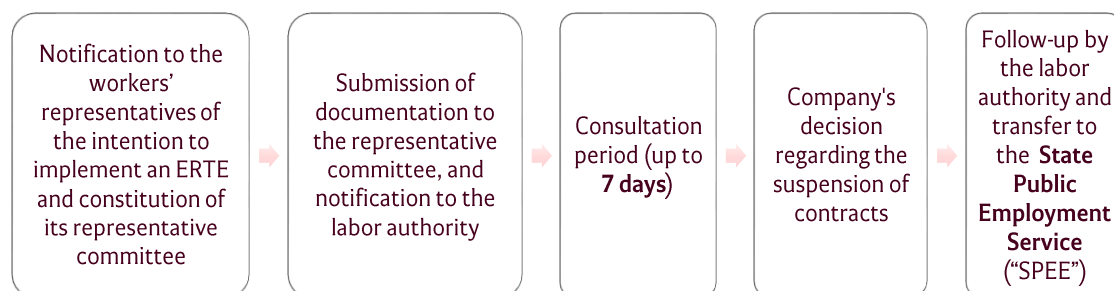 Notification to the
workers’
representatives of
the intention to
implement an ERTE
and constitution of
its representative
committee
Submission of
documentation to
the representative
committee, and
notification to the
labor authority
Consultation
period (up to
7 days)
Company's
decision
regarding the
suspension of
contracts
Follow-up by
the labor
authority and
transfer to
the State
Public
Employment
Service
(“SPEE”)